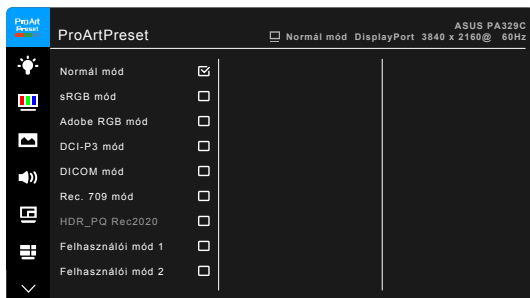 ProArt
Preset
ProArtPreset
ASUS PA329C
Normál mód DisplayPort 3840 x 2160@ 60Hz
Normál mód
sRGB mód
Adobe RGB mód
DCI-P3 mód
DICOM mód
Rec. 709 mód
HDR_PQ Rec2020
Felhasználói mód 1
Felhasználói mód 2